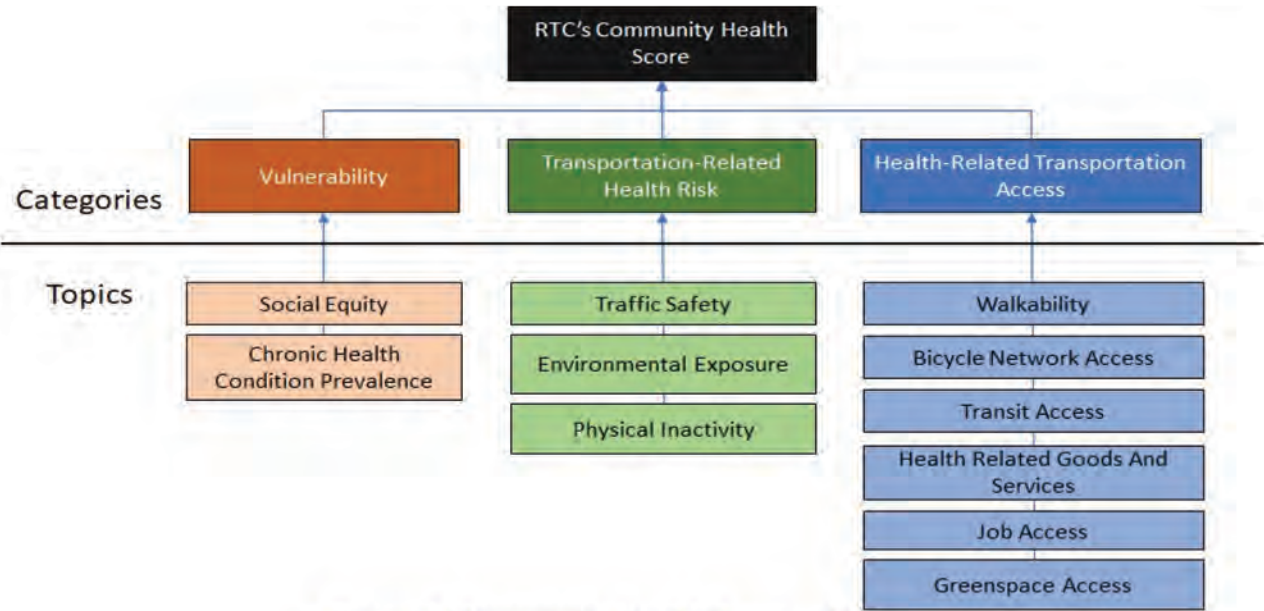 RTC's Community Health
Score
Categories
Vulnerability
Transportation-Related
Health Risk
Health-Related Transportation
Access
Topics
Social Equity
Chronic Health
Condition Prevalence
Traffic Safety
Environmental Exposure
Physical Inactivity
Walkability
Bicycle Network Access
Transit Access
Health Related Goods And
Services
Job Access
Greenspace Access